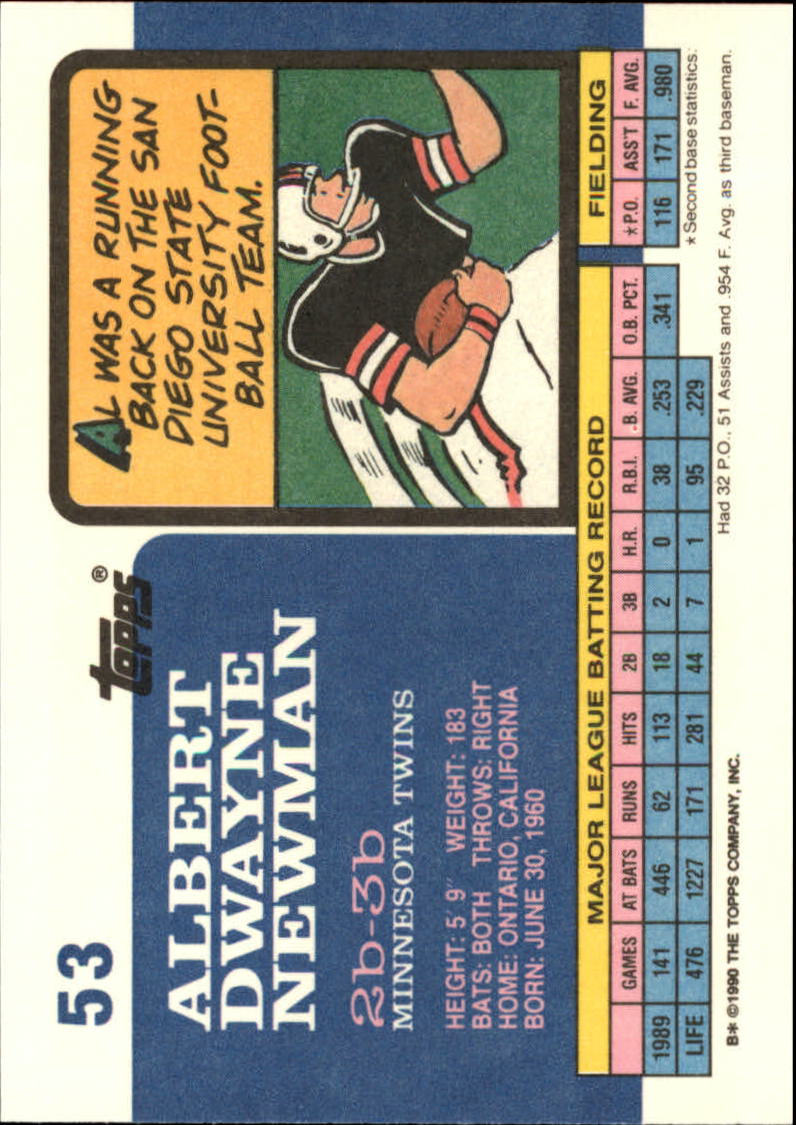 53
topps®
ALBERT
DWAYNE
NEWMAN
2b-3b
MINNESOTA TWINS
HEIGHT: 5' 9" WEIGHT: 183
BATS: BOTH THROWS: RIGHT
HOME: ONTARIO, CALIFORNIA
BORN: JUNE 30, 1960
AL WAS A RUNNING
BACK ON THE SAN
DIEGO STATE
UNIVERSITY FOOT-
BALL TEAM.
MAJOR LEAGUE BATTING RECORD FIELDING
GAMES AT BATS RUNS HITS 2B 3B H.R. R.B.I. B. AVG. O.B. PCT. *P.O. ASS'T F. AVG.
1989 141 446 62 113 18 2 0 38 .253 .341 116 171 .980
LIFE 476 1227 171 281 44 7 1 95 .229
*Second base statistics:
Had 32 P.O., 51 Assists and .954 F. Avg. as third baseman.
B* ©1990 THE TOPPS COMPANY, INC.